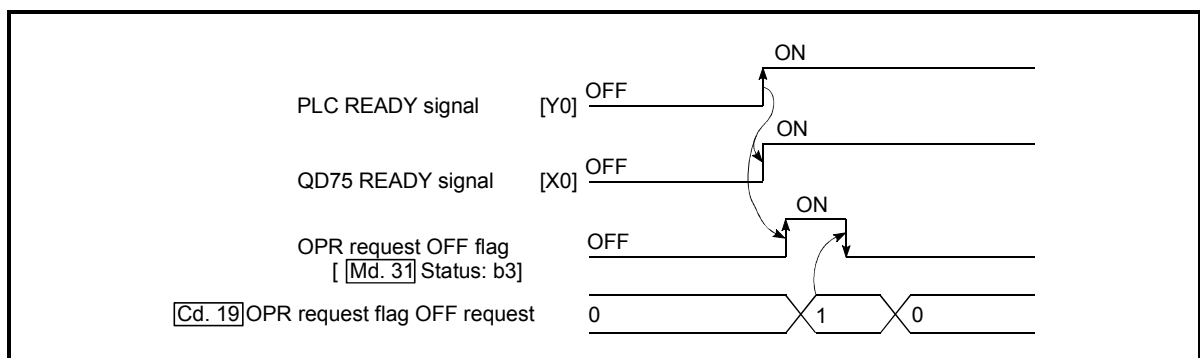 ON
PLC READY signal [Y0] OFF
ON
QD75 READY signal [X0] OFF
ON
OPR request OFF flag OFF
[ Md. 31 Status: b3]
Cd. 19 OPR request flag OFF request 0 1 0